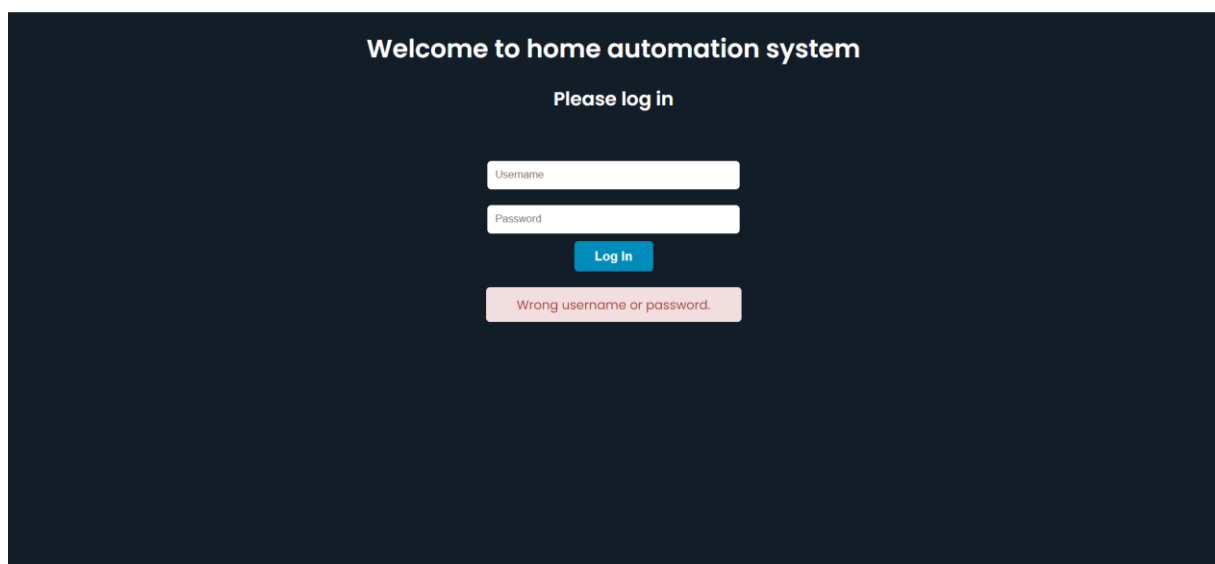 Welcome to home automation system
Please log in
Username
Password
Log In
Wrong username or password.